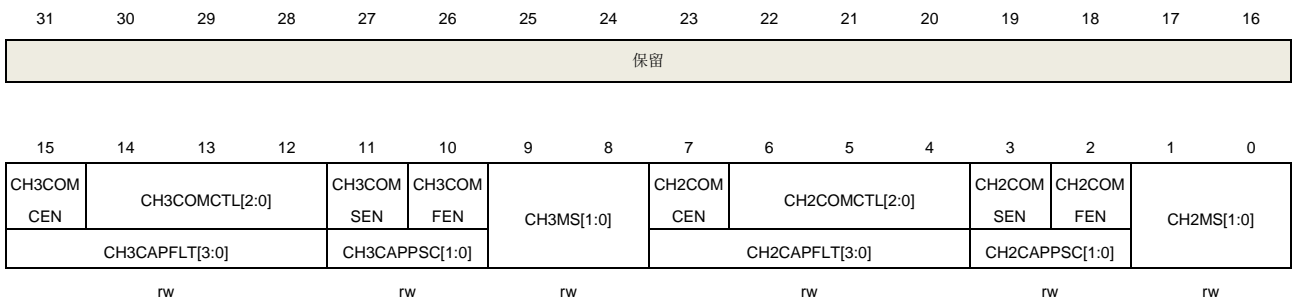 31 30 29 28 27 26 25 24 23 22 21 20 19 18 17 16
保留
15 14 13 12 11 10 9 8 7 6 5 4 3 2 1 0
CH3COM CEN CH3COMCTL[2:0] CH3COM SEN CH3COM FEN CH3MS[1:0] CH2COM CEN CH2COMCTL[2:0] CH2COM SEN CH2COM FEN CH2MS[1:0]
CH3CAPFLT[3:0] CH3CAPPSC[1:0] CH2CAPFLT[3:0] CH2CAPPSC[1:0]
rw rw rw rw rw rw